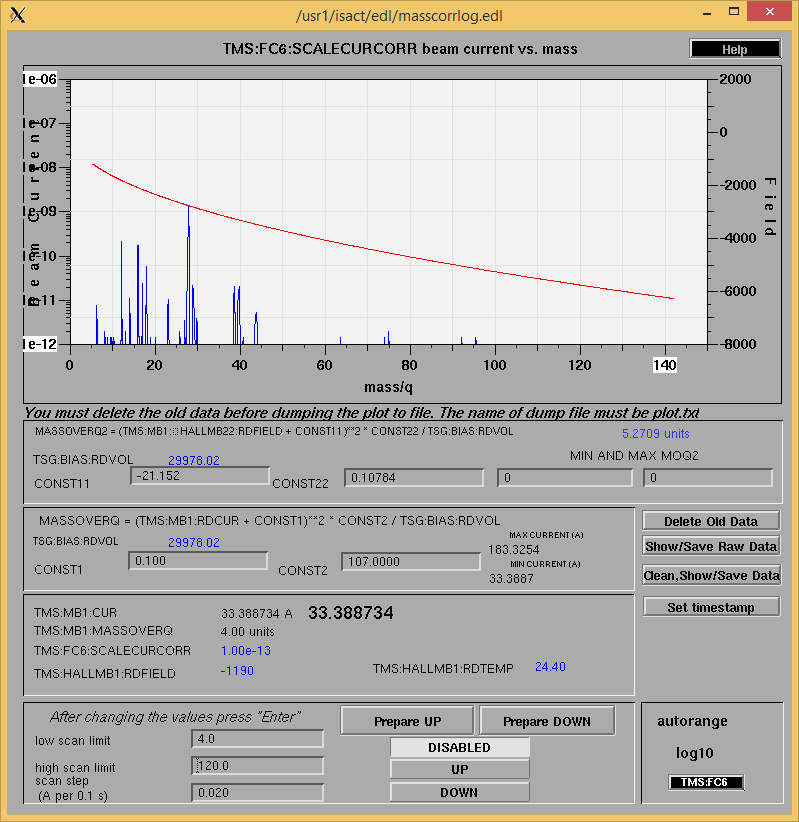 /usr1/isact/edl/masscorrlog.edl
TMS:FC6:SCALECURCORR beam current vs. mass
Help
1e-06
1e-07
1e-08
1e-09
1e-10
1e-11
1e-12
Beam Current
2000
0
-2000
-4000
-6000
-8000
Field
0 20 40 60 80 100 120 140
mass/q
You must delete the old data before dumping the plot to file. The name of dump file must be plot.txt
MASSOVERQ2 = (TMS:MB1: HALLMB22:RDFIELD + CONST11)**2 * CONST22 / TSG:BIAS:RDVOL
5.2709 units
TSG:BIAS:RDVOL 29978.02
MIN AND MAX MOQ2
CONST11 -21.152 CONST22 0.10784 0 0
MASSOVERQ = (TMS:MB1:RDCUR + CONST1)**2 * CONST2 / TSG:BIAS:RDVOL
TSG:BIAS:RDVOL 29978.02
MAX CURRENT (A)
183.3254
MIN CURRENT (A)
33.3887
CONST1 0.100 CONST2 107.0000
Delete Old Data
Show/Save Raw Data
Clean,Show/Save Data
Set timestamp
TMS:MB1:CUR 33.388734 A 33.388734
TMS:MB1:MASSOVERQ 4.00 units
TMS:FC6:SCALECURCORR 1.00e-13
TMS:HALLMB1:RDFIELD -1190
TMS:HALLMB1:RDTEMP 24.40
After changing the values press "Enter"
low scan limit 4.0
high scan limit 120.0
scan step
(A per 0.1 s) 0.020
Prepare UP
Prepare DOWN
DISABLED
UP
DOWN
autorange
log10
TMS:FC6